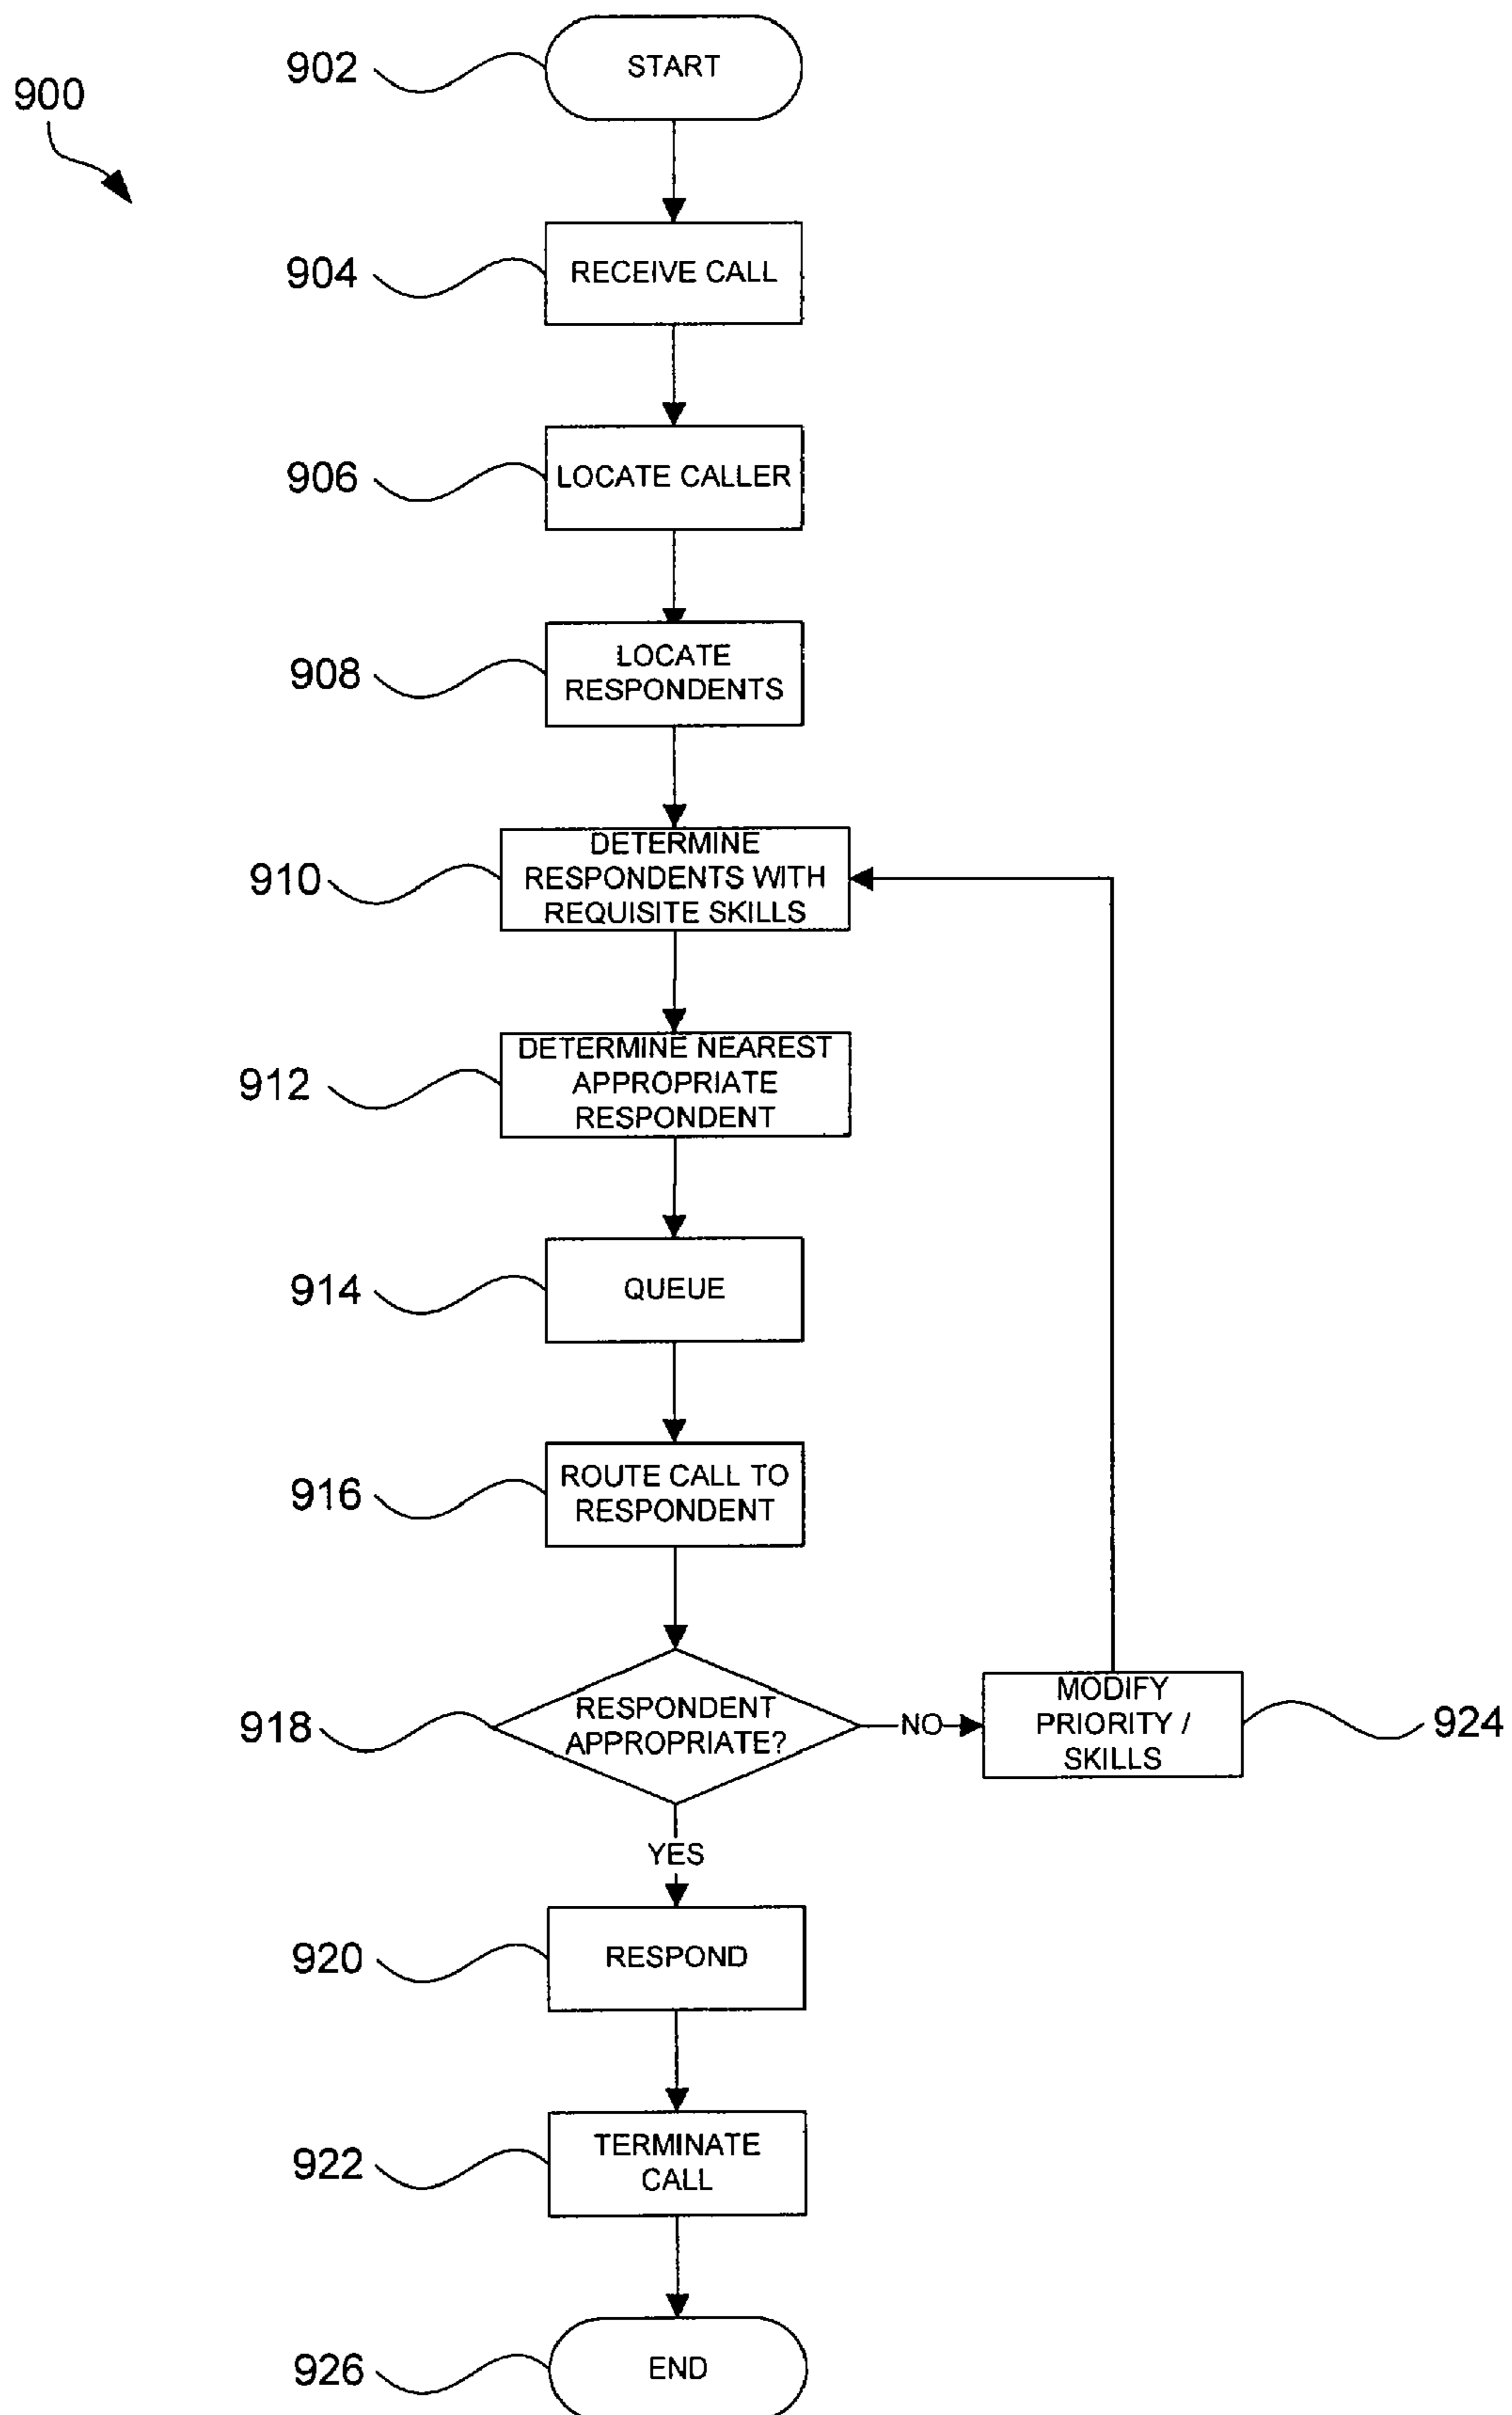 900
902
START
904
RECEIVE CALL
906
LOCATE CALLER
908
LOCATE
RESPONDENTS
910
DETERMINE
RESPONDENTS WITH
REQUISITE SKILLS
912
DETERMINE NEAREST
APPROPRIATE
RESPONDENT
914
QUEUE
916
ROUTE CALL TO
RESPONDENT
918
RESPONDENT
APPROPRIATE?
NO
MODIFY
PRIORITY /
SKILLS
924
YES
920
RESPOND
922
TERMINATE
CALL
926
END